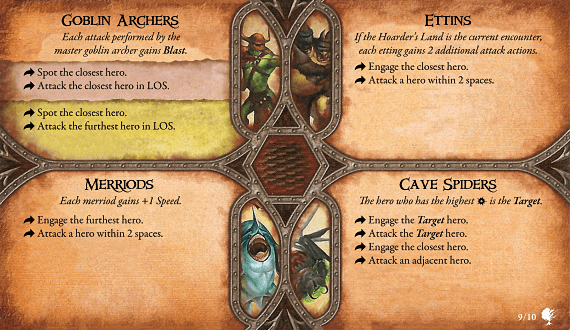 Goblin Archers
Each attack performed by the
master goblin archer gains Blast.
Spot the closest hero.
Attack the closest hero in LOS.
Spot the closest hero.
Attack the furthest hero in LOS.
Ettins
If the Hoarder's Land is the current encounter,
each etting gains 2 additional attack actions.
Engage the closest hero.
Attack a hero within 2 spaces.
Merriods
Each merriod gains +1 Speed.
Engage the furthest hero.
Attack a hero within 2 spaces.
Cave Spiders
The hero who has the highest is the Target.
Engage the Target hero.
Attack the Target hero.
Engage the closest hero.
Attack an adjacent hero.
9/10